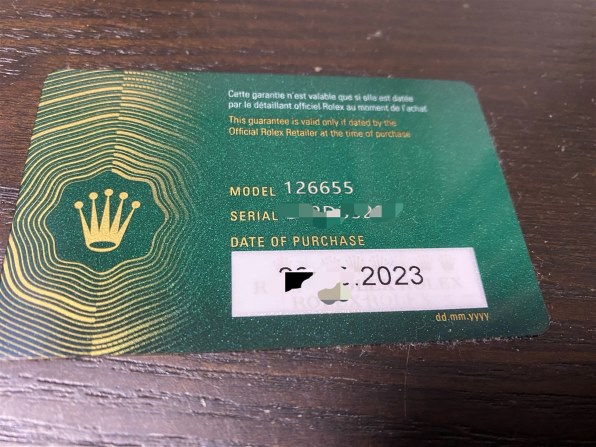 Cette garantie n'est valable que si elle est datée
par le détaillant officiel Rolex au moment de l'achat.
This guarantee is valid only if dated by the
Official Rolex Retailer at the time of purchase
MODEL 126655
SERIAL
DATE OF PURCHASE
.2023
dd.mm.yyyy